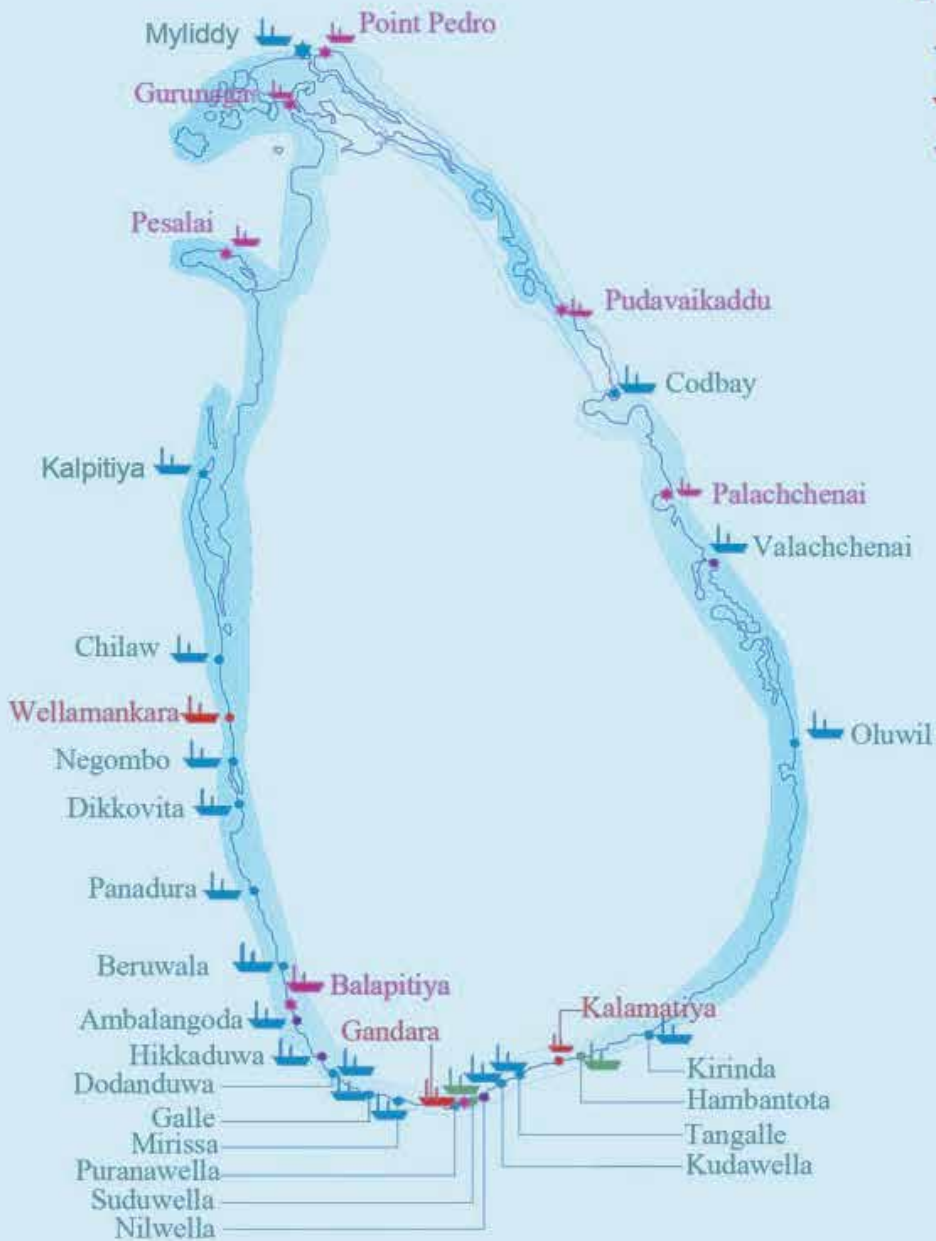 Myliddy
Point Pedro
Gurunaga
Pesalai
Pudavaikaddu
Codbay
Kalpitiya
Palachchenai
Valachchenai
Chilaw
Wellamankara
Oluwil
Negombo
Dikkovita
Panadura
Beruwala
Balapitiya
Ambalangoda
Gandara
Kalamatiya
Hikkaduwa
Kirinda
Dodanduwa
Hambantota
Galle
Tangalle
Mirissa
Kudawella
Puranawella
Suduwella
Nilwella